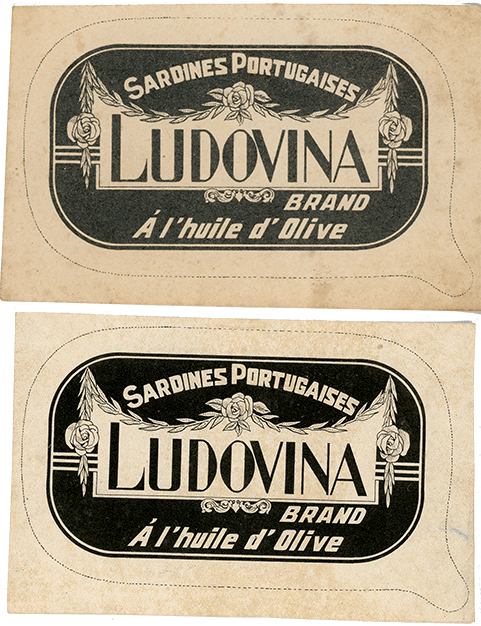 SARDINES PORTUGAISES
LUDOVINA
BRAND
Á l'huile d'Olive
SARDINES PORTUGAISES
LUDOVINA
BRAND
Á l'huile d'Olive